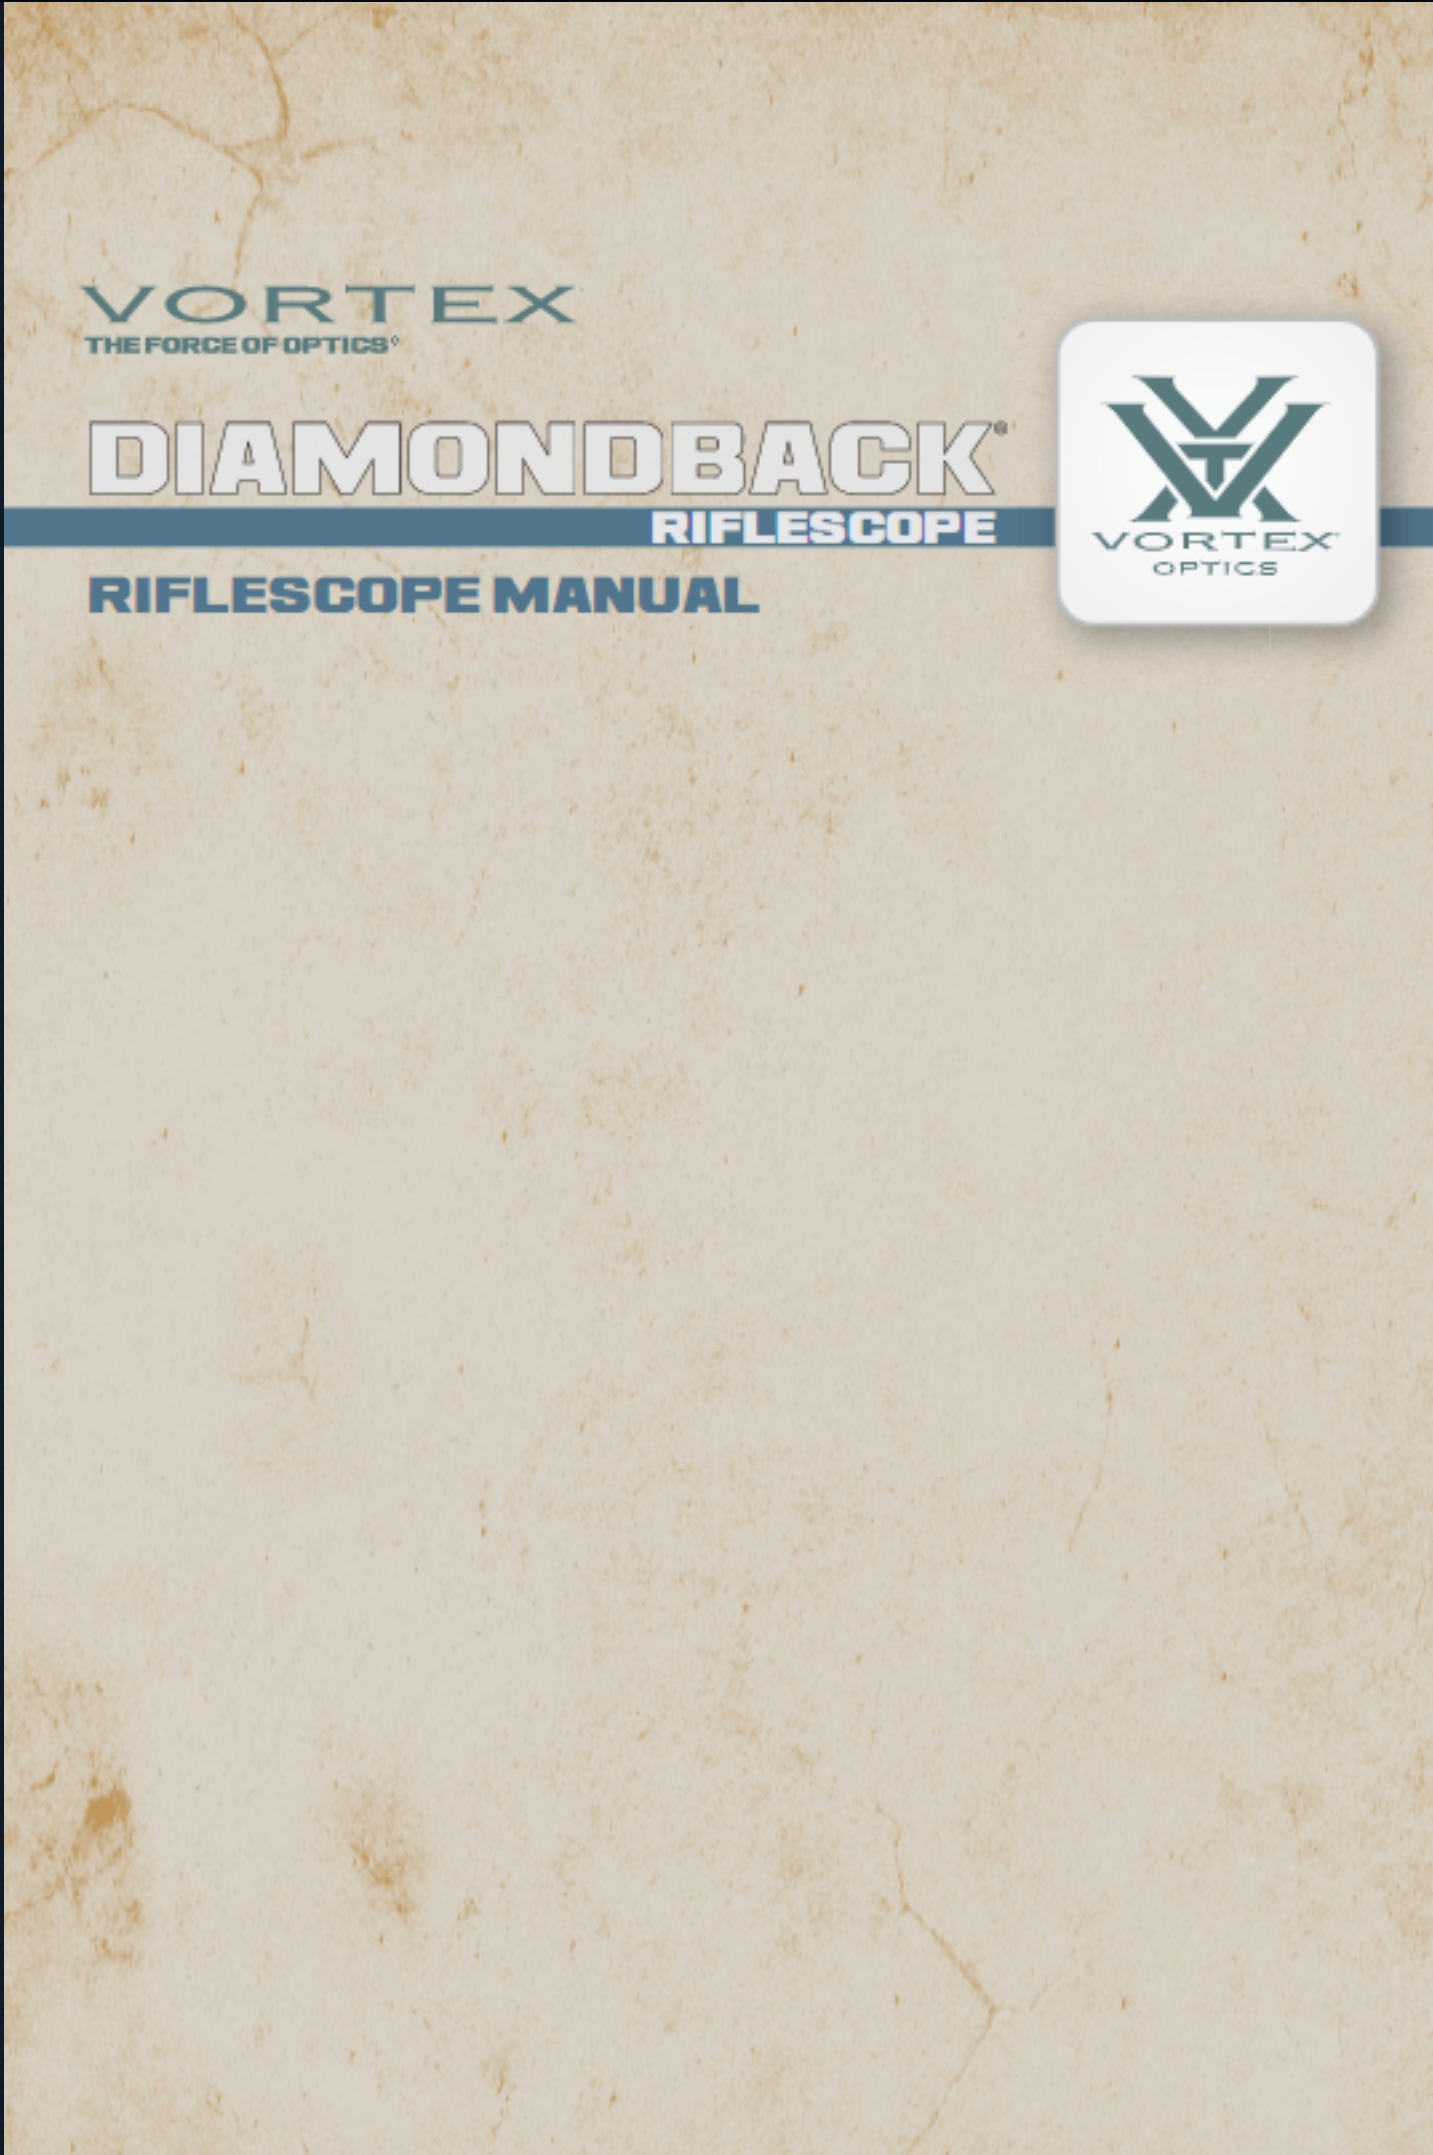 VORTEX
THE FORCE OF OPTICS®
DIAMONDBACK®
RIFLESCOPE
RIFLESCOPE MANUAL
VORTEX
OPTICS